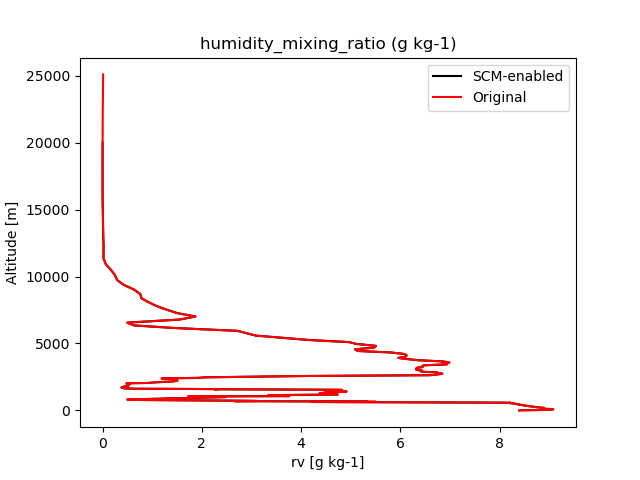 humidity_mixing_ratio (g kg-1)
SCM-enabled
Original
25000
20000
15000
10000
5000
0
Altitude [m]
0 2 4 6 8
rv [g kg-1]